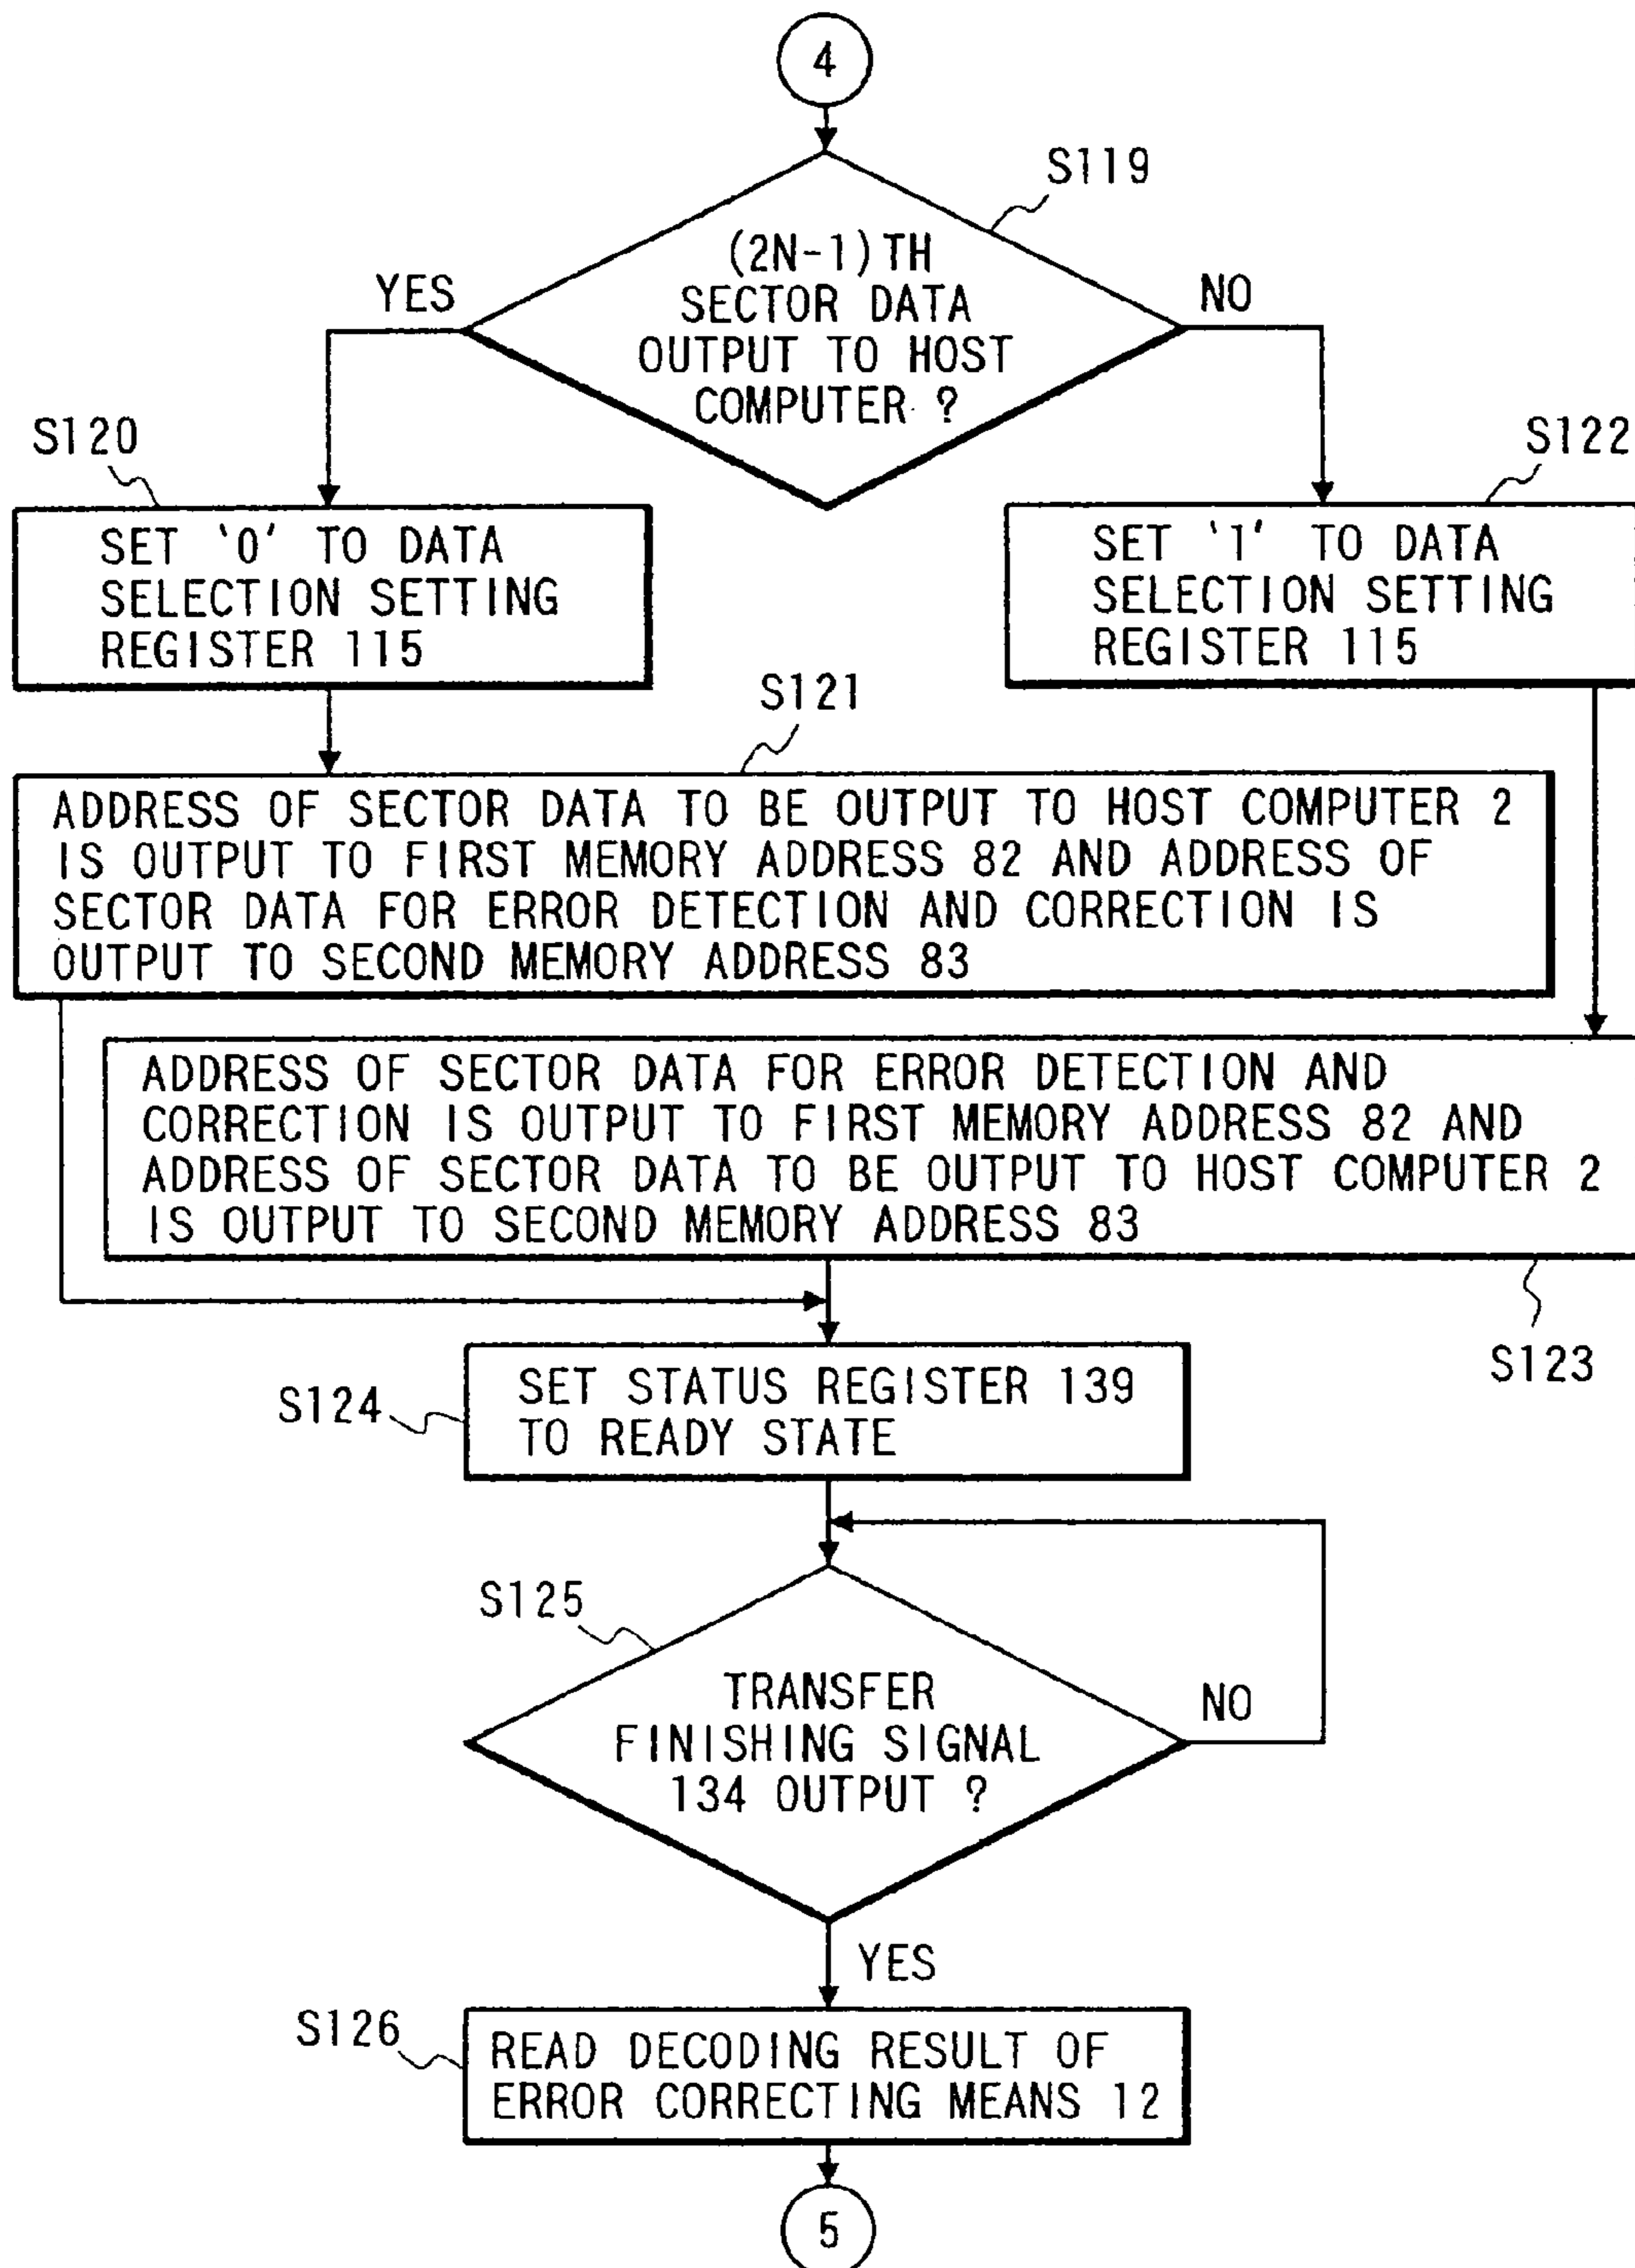 4
S119
(2N-1)TH
SECTOR DATA
OUTPUT TO HOST
COMPUTER ?
YES
NO
S120
SET '0' TO DATA
SELECTION SETTING
REGISTER 115
S122
SET '1' TO DATA
SELECTION SETTING
REGISTER 115
S121
ADDRESS OF SECTOR DATA TO BE OUTPUT TO HOST COMPUTER 2
IS OUTPUT TO FIRST MEMORY ADDRESS 82 AND ADDRESS OF
SECTOR DATA FOR ERROR DETECTION AND CORRECTION IS
OUTPUT TO SECOND MEMORY ADDRESS 83
ADDRESS OF SECTOR DATA FOR ERROR DETECTION AND
CORRECTION IS OUTPUT TO FIRST MEMORY ADDRESS 82 AND
ADDRESS OF SECTOR DATA TO BE OUTPUT TO HOST COMPUTER 2
IS OUTPUT TO SECOND MEMORY ADDRESS 83
S123
S124
SET STATUS REGISTER 139
TO READY STATE
S125
TRANSFER
FINISHING SIGNAL
134 OUTPUT ?
NO
YES
S126
READ DECODING RESULT OF
ERROR CORRECTING MEANS 12
5